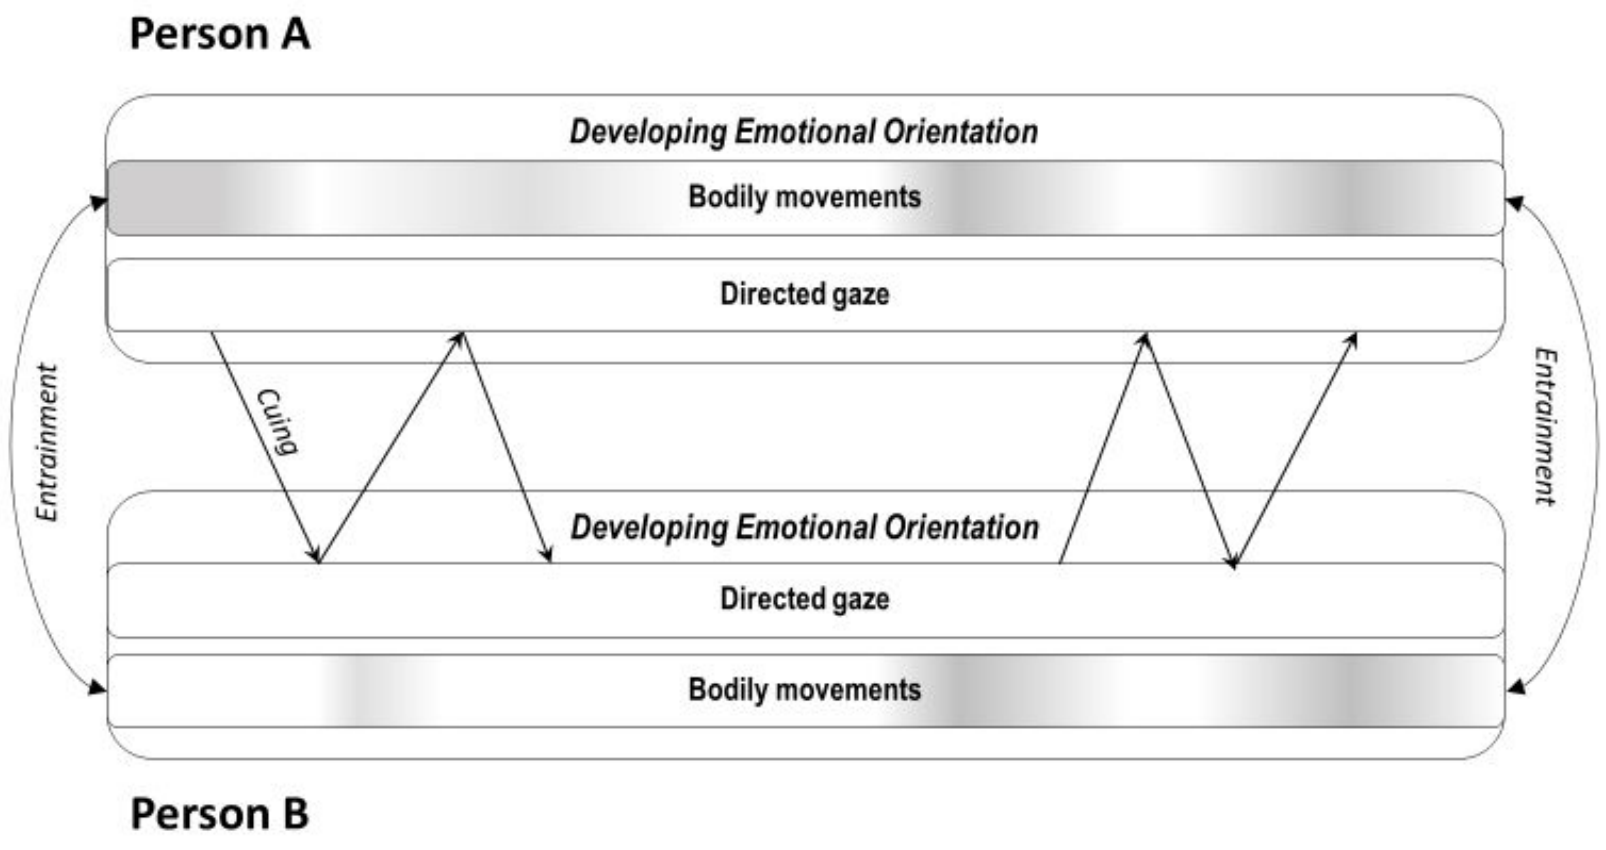 Person A
Developing Emotional Orientation
Bodily movements
Directed gaze
Entrainment
Cuing
Entrainment
Developing Emotional Orientation
Directed gaze
Bodily movements
Person B